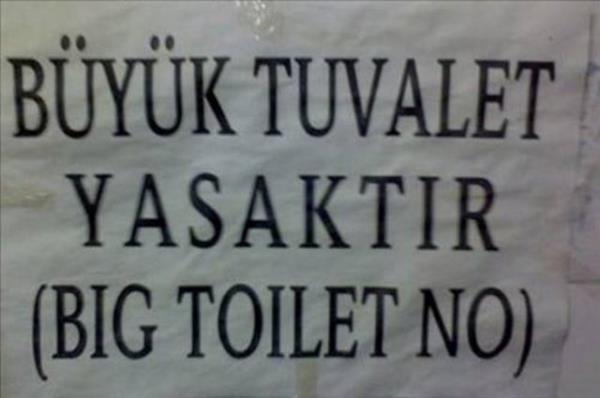 BÜYÜK TUVALET
YASAKTIR
(BIG TOILET NO)